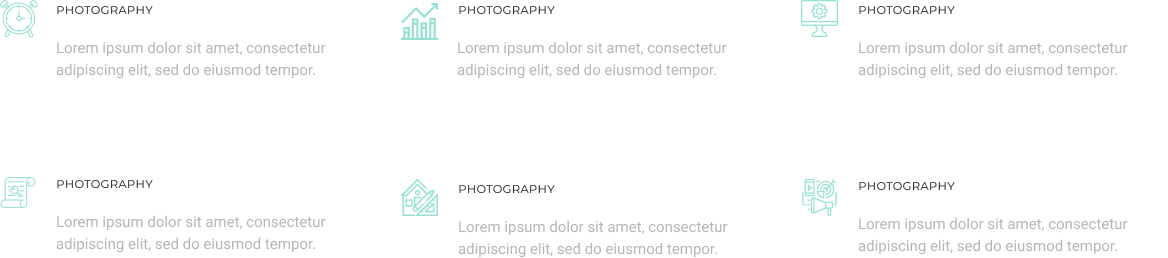 PHOTOGRAPHY
Lorem ipsum dolor sit amet, consectetur
adipiscing elit, sed do eiusmod tempor.
PHOTOGRAPHY
Lorem ipsum dolor sit amet, consectetur
adipiscing elit, sed do eiusmod tempor.
PHOTOGRAPHY
Lorem ipsum dolor sit amet, consectetur
adipiscing elit, sed do eiusmod tempor.
PHOTOGRAPHY
Lorem ipsum dolor sit amet, consectetur
adipiscing elit, sed do eiusmod tempor.
PHOTOGRAPHY
Lorem ipsum dolor sit amet, consectetur
adipiscing elit, sed do eiusmod tempor.
PHOTOGRAPHY
Lorem ipsum dolor sit amet, consectetur
adipiscing elit, sed do eiusmod tempor.